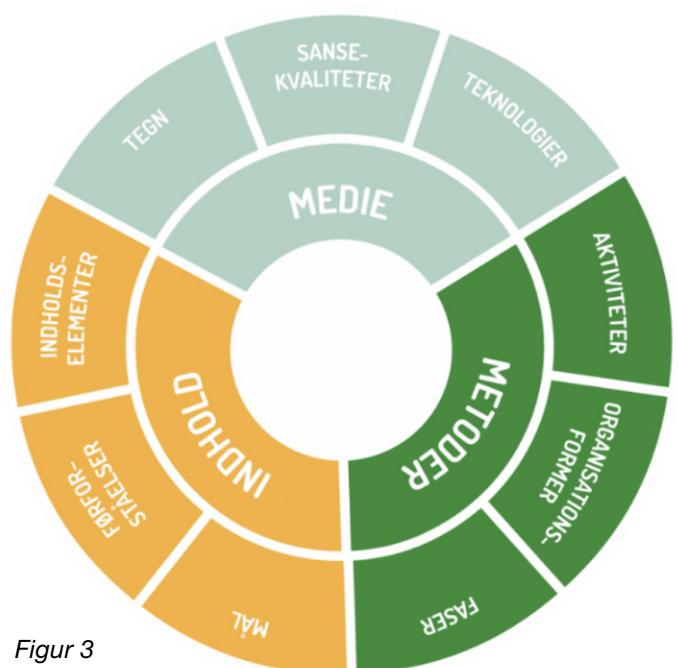 SANSE-
KVALITETER
TEKNOLOGIER
TEGN
MEDIE
AKTIVITETER
METODER
ORGANISATIONS-
FORMER
FASER
INDHOLD
INDHOLDS-
ELEMENTER
FØRFOR-
STÅELSER
MÅL
Figur 3